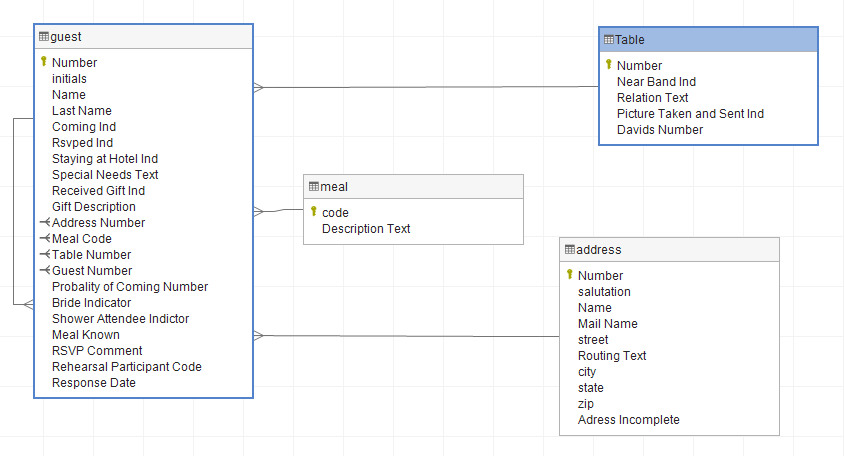 guest
Number
initials
Name
Last Name
Coming Ind
Rsvped Ind
Staying at Hotel Ind
Special Needs Text
Received Gift Ind
Gift Description
Address Number
Meal Code
Table Number
Guest Number
Probality of Coming Number
Bride Indicator
Shower Attendee Indictor
Meal Known
RSVP Comment
Rehearsal Participant Code
Response Date
Table
Number
Near Band Ind
Relation Text
Picture Taken and Sent Ind
Davids Number
meal
code
Description Text
address
Number
salutation
Name
Mail Name
street
Routing Text
city
state
zip
Adress Incomplete